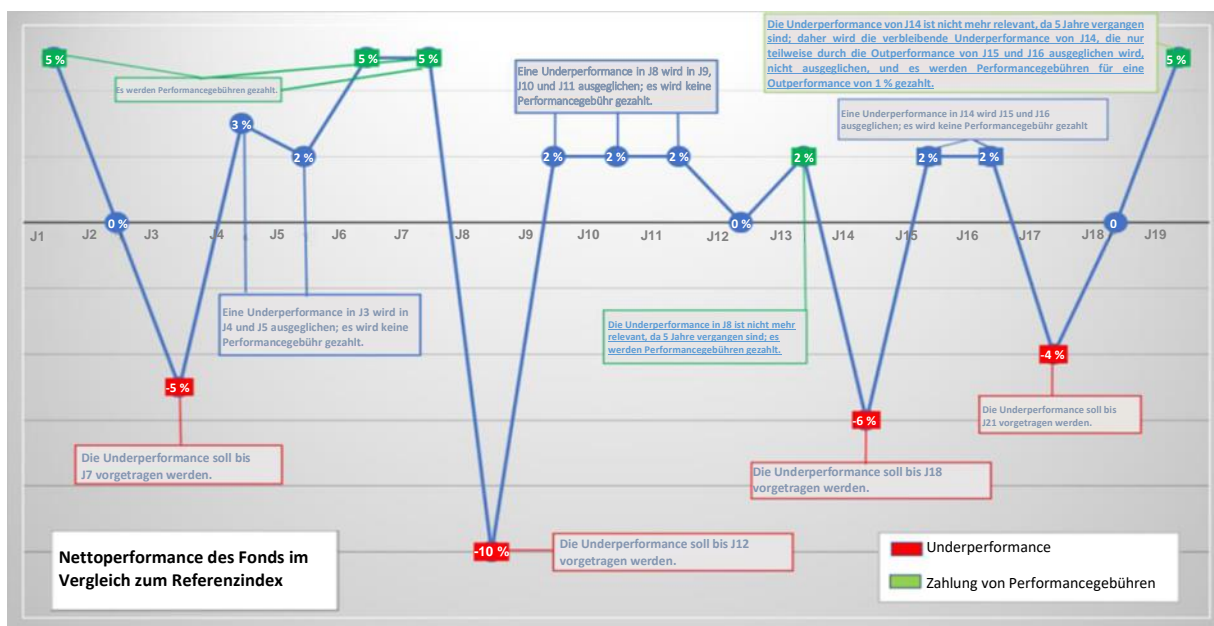 Die Underperformance von J14 ist nicht mehr relevant, da 5 Jahre vergangen
sind; daher wird die verbleibende Underperformance von J14, die nur
teilweise durch die Outperformance von J15 und J16 ausgeglichen wird,
nicht ausgeglichen, und es werden Performancegebühren für eine
Outperformance von 1 % gezahlt.
5 %
5 %
5 %
5 %
Es werden Performancegebühren gezahlt.
Eine Underperformance in J8 wird in J9,
J10 und J11 ausgeglichen; es wird keine
Performancegebühr gezahlt.
Eine Underperformance in J14 wird J15 und J16
ausgeglichen; es wird keine Performancegebühr gezahlt
3 %
2 %
2 %
2 %
2 %
2 %
2 %
2 %
0 %
0 %
0
J1
J2
J3
J4
J5
J6
J7
J8
J9
J10
J11
J12
J13
J14
J15
J16
J17
J18
J19
Eine Underperformance in J3 wird in
J4 und J5 ausgeglichen; es wird keine
Performancegebühr gezahlt.
Die Underperformance in J8 ist nicht mehr
relevant, da 5 Jahre vergangen sind; es
werden Performancegebühren gezahlt.
-5 %
-4 %
-6 %
-10 %
Die Underperformance soll bis
J21 vorgetragen werden.
Die Underperformance soll bis
J7 vorgetragen werden.
Die Underperformance soll bis J18
vorgetragen werden.
Die Underperformance soll bis J12
vorgetragen werden.
Nettoperformance des Fonds im
Vergleich zum Referenzindex
Underperformance
Zahlung von Performancegebühren